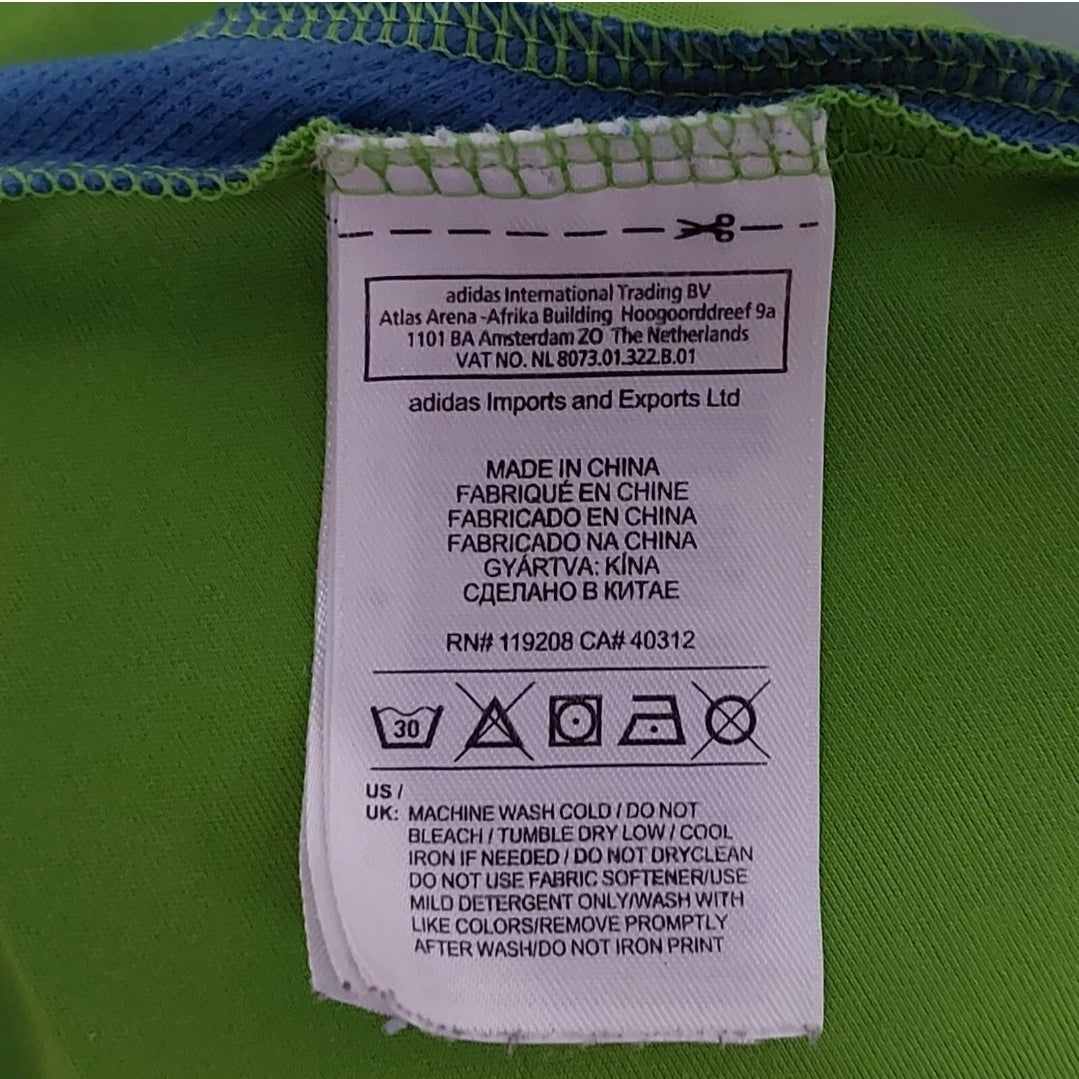 adidas International Trading BV
Atlas Arena -Afrika Building Hoogoorddreef 9a
1101 BA Amsterdam ZO The Netherlands
VAT NO. NL 8073.01.322.B.01
adidas Imports and Exports Ltd
MADE IN CHINA
FABRIQUÉ EN CHINE
FABRICADO EN CHINA
FABRICADO NA CHINA
GYÁRTVA: KÍNA
СДЕЛАНО В КИТАЕ
RN# 119208 CA# 40312
30
US /
UK: MACHINE WASH COLD / DO NOT
BLEACH / TUMBLE DRY LOW / COOL
IRON IF NEEDED / DO NOT DRYCLEAN
DO NOT USE FABRIC SOFTENER/USE
MILD DETERGENT ONLY/WASH WITH
LIKE COLORS/REMOVE PROMPTLY
AFTER WASH/DO NOT IRON PRINT